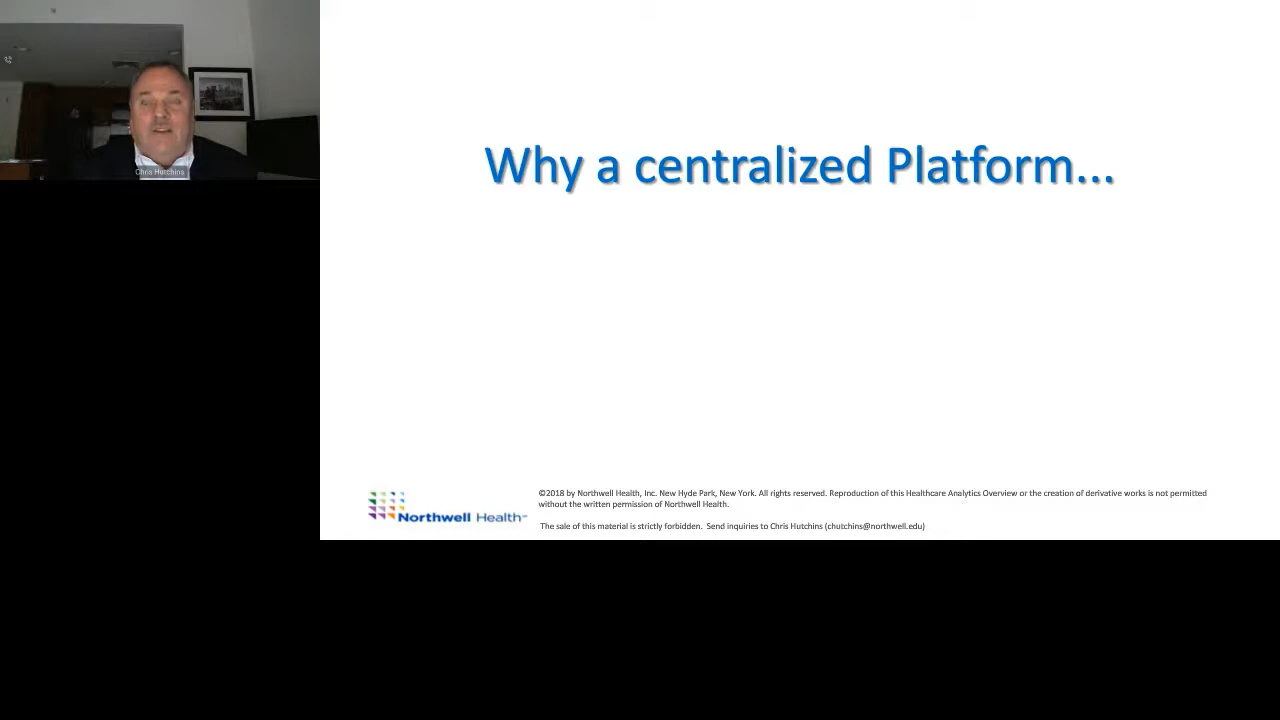 Chris Hutchins
Why a centralized Platform...
Northwell Health℠
©2018 by Northwell Health, Inc. New Hyde Park, New York. All rights reserved. Reproduction of this Healthcare Analytics Overview or the creation of derivative works is not permitted
without the written permission of Northwell Health.
The sale of this material is strictly forbidden. Send inquiries to Chris Hutchins (chutchins@northwell.edu)